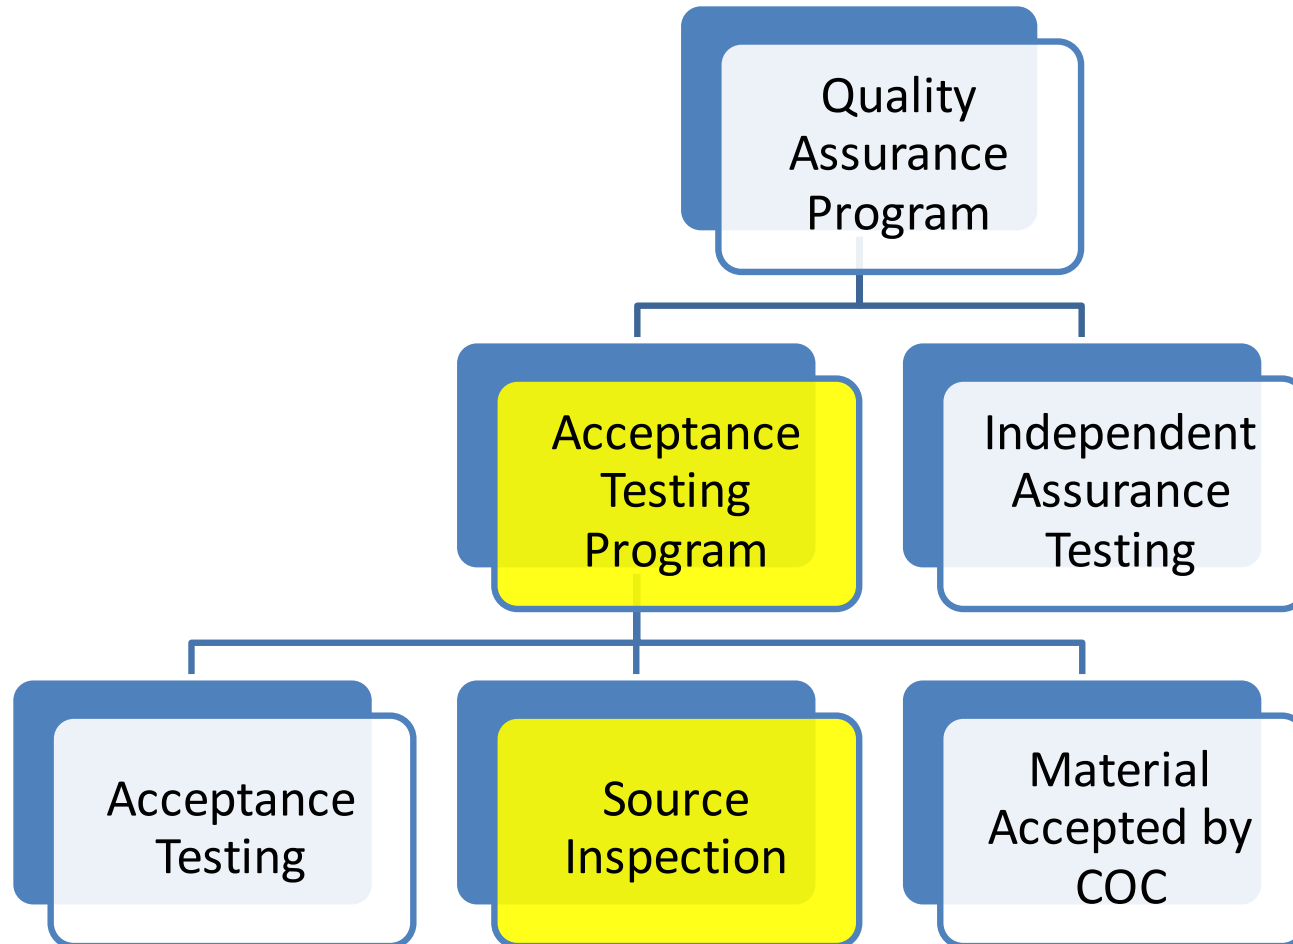 Quality
Assurance
Program
Acceptance
Testing
Program
Independent
Assurance
Testing
Acceptance
Testing
Source
Inspection
Material
Accepted by
COC